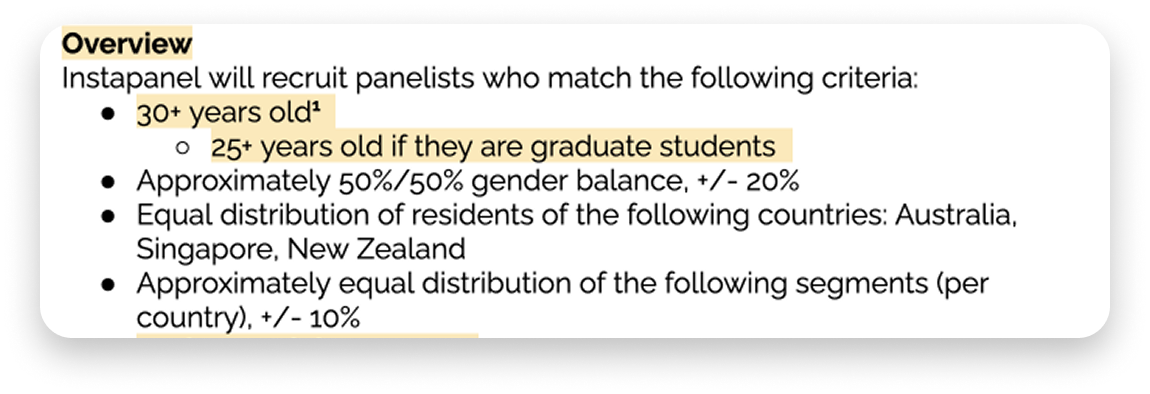 Overview
Instapanel will recruit panelists who match the following criteria:
● 30+ years old¹
○ 25+ years old if they are graduate students
● Approximately 50%/50% gender balance, +/- 20%
● Equal distribution of residents of the following countries: Australia,
Singapore, New Zealand
● Approximately equal distribution of the following segments (per
country), +/- 10%